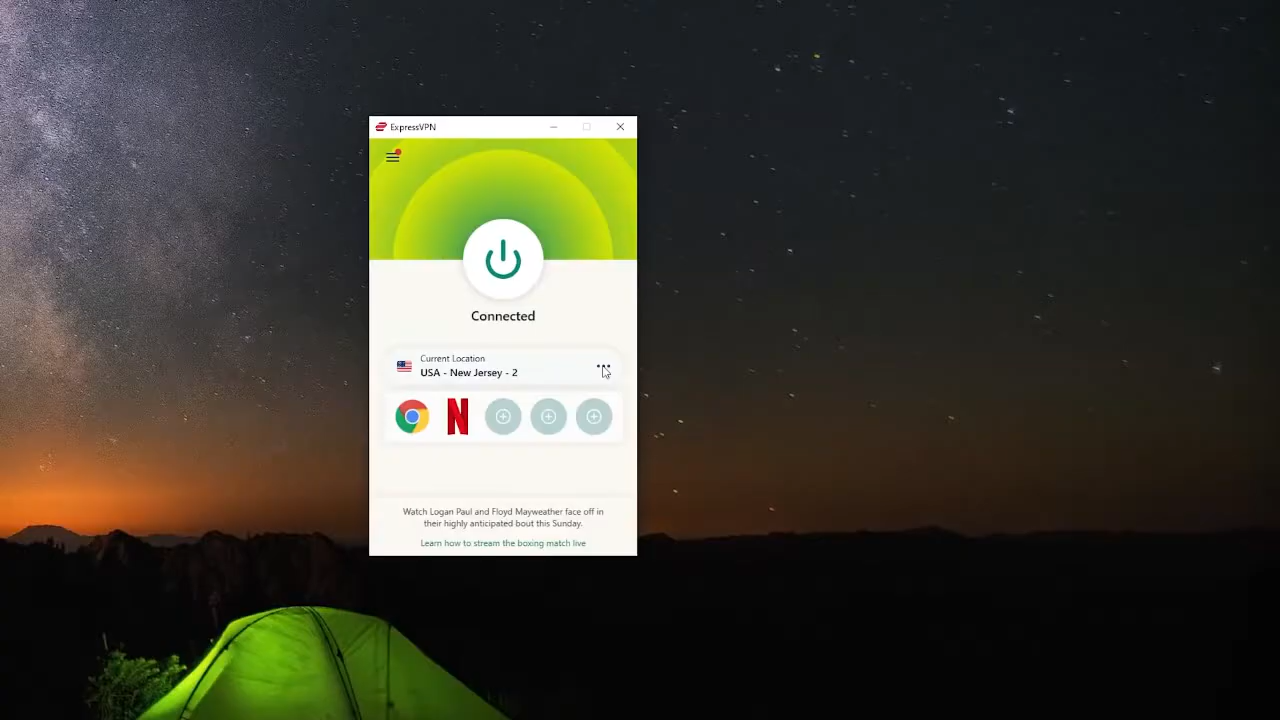 ExpressVPN
Connected
Current Location
USA - New Jersey - 2
N
Watch Logan Paul and Floyd Mayweather face off in
their highly anticipated bout this Sunday.
Learn how to stream the boxing match live